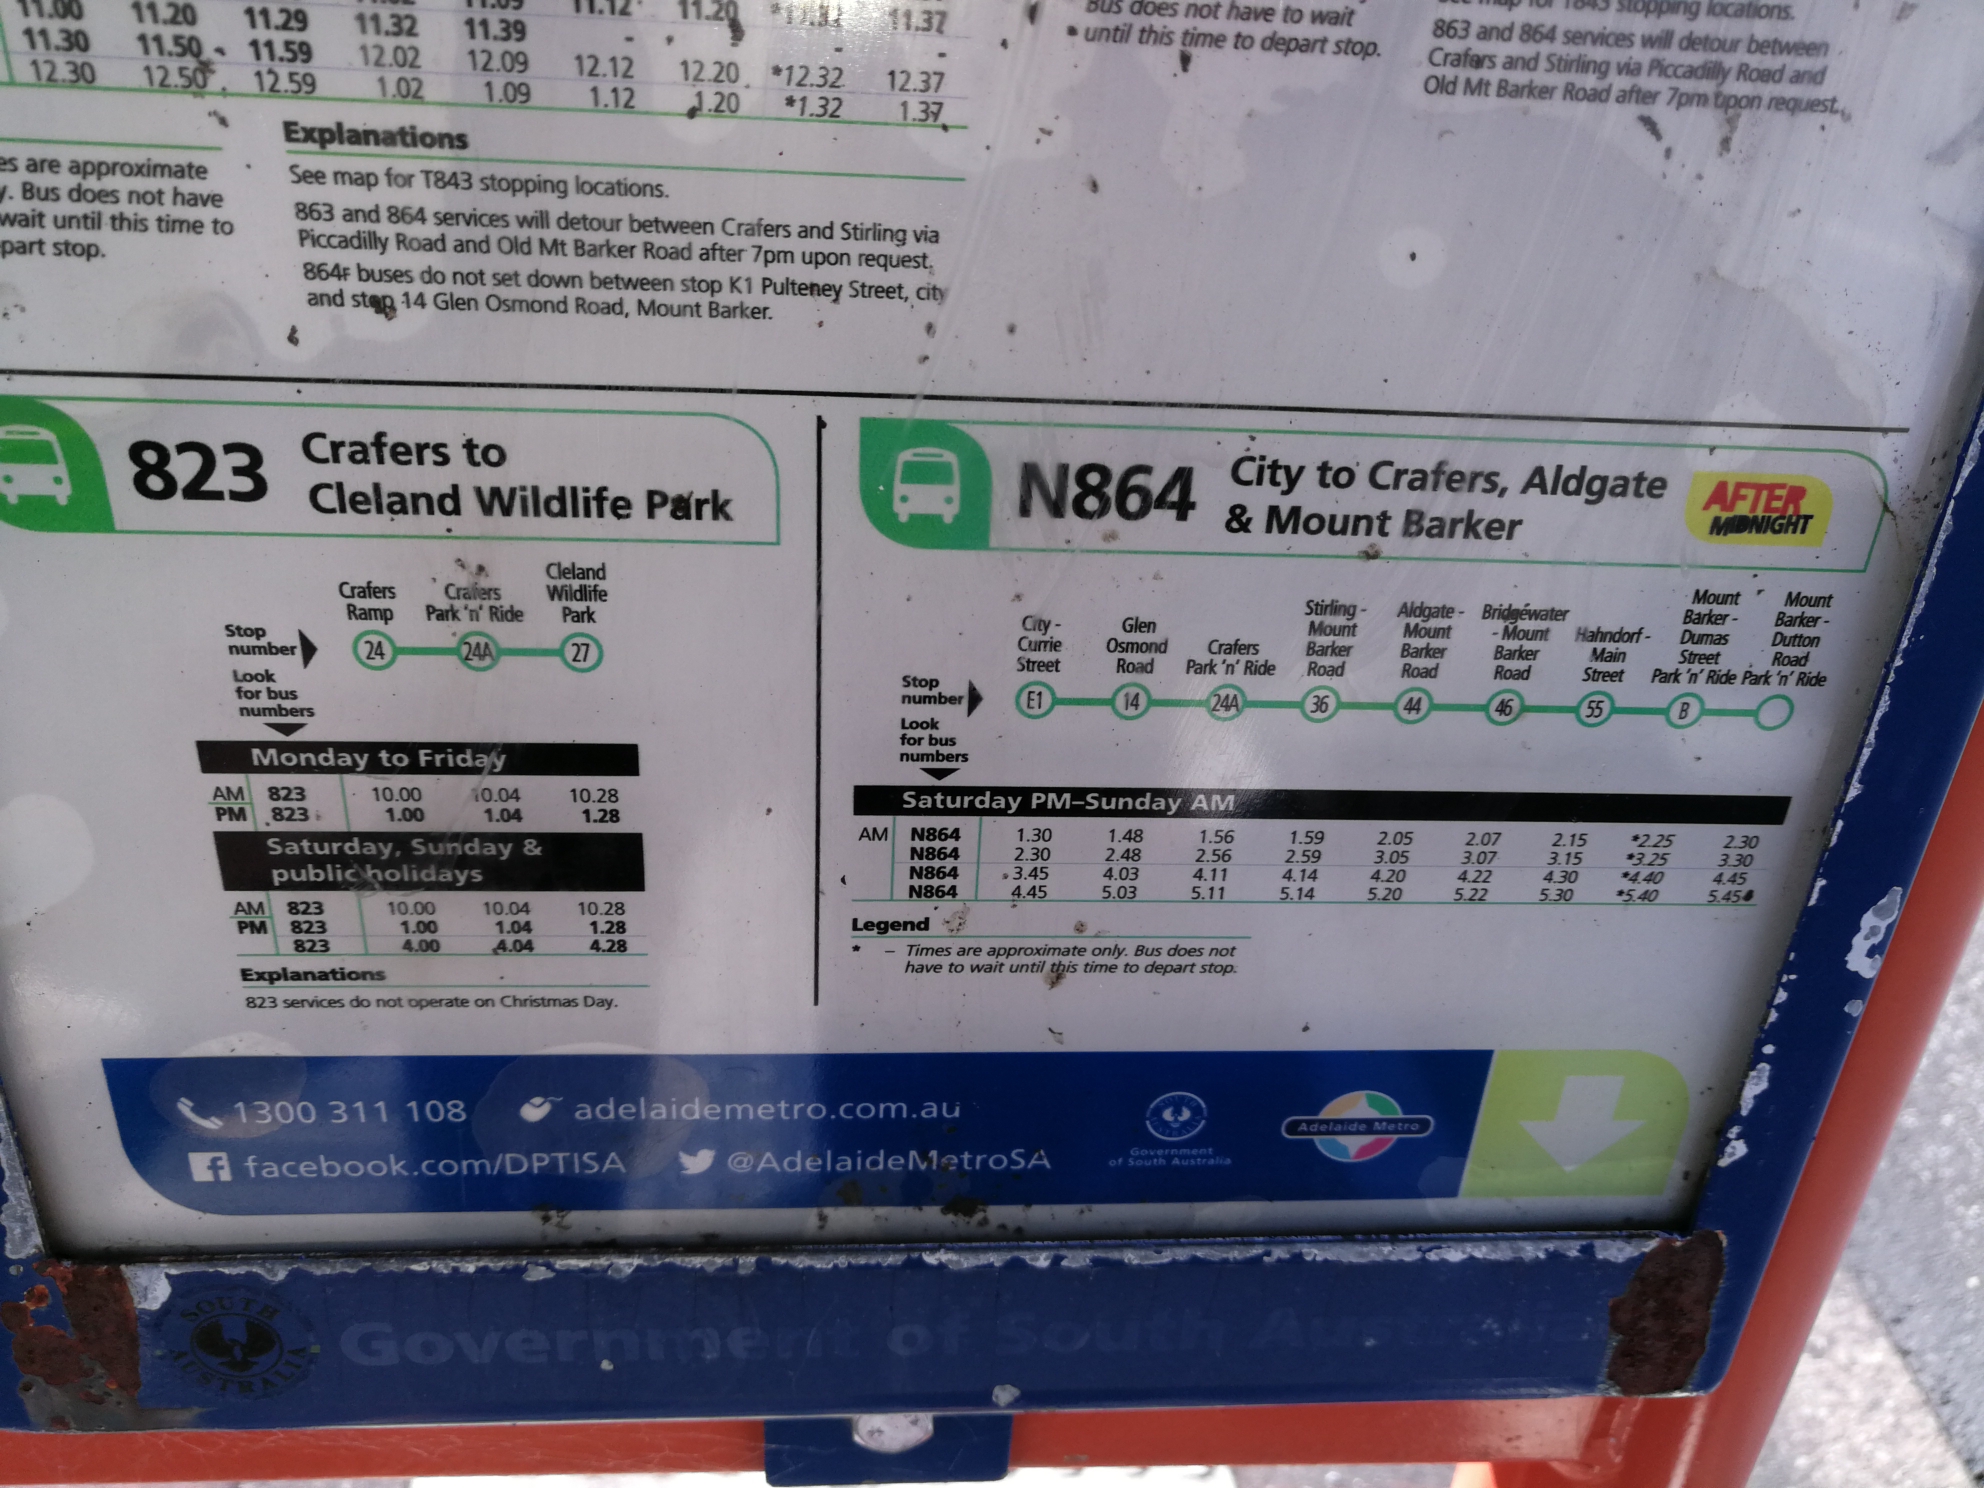 11.00 11.20 11.29 11.32 11.39
11.30 11.50 11.59 12.02 12.09 12.12 12.20 *12.32 12.37
12.30 12.50 12.59 1.02 1.09 1.12 1.20 *1.32 1.37
es are approximate
y. Bus does not have
wait until this time to
part stop.
Explanations
See map for T843 stopping locations.
863 and 864 services will detour between Crafers and Stirling via
Piccadilly Road and Old Mt Barker Road after 7pm upon request.
864F buses do not set down between stop K1 Pulteney Street, city
and stop 14 Glen Osmond Road, Mount Barker.
Bus does not have to wait
until this time to depart stop.
See map for T843 stopping locations.
863 and 864 services will detour between
Crafers and Stirling via Piccadilly Road and
Old Mt Barker Road after 7pm upon request.
823 Crafers to
Cleland Wildlife Park
Crafers Ramp
Crafers Park 'n' Ride
Cleland Wildlife Park
Stop number
24 24A 27
Look
for bus
numbers
Monday to Friday
AM 823 10.00 10.04 10.28
PM 823 1.00 1.04 1.28
Saturday, Sunday &
public holidays
AM 823 10.00 10.04 10.28
PM 823 1.00 1.04 1.28
823 4.00 4.04 4.28
Explanations
823 services do not operate on Christmas Day.
N864 City to Crafers, Aldgate
& Mount Barker
AFTER
MIDNIGHT
City - Currie Street
Glen Osmond Road
Crafers Park 'n' Ride
Stirling - Mount Barker Road
Aldgate - Mount Barker Road
Bridgewater - Mount Barker Road
Hahndorf - Main Street
Mount Barker - Dumas Street Park 'n' Ride
Mount Barker - Dutton Road Park 'n' Ride
Stop number
E1 14 24A 36 44 46 55 B
Look
for bus
numbers
Saturday PM–Sunday AM
AM N864 1.30 1.48 1.56 1.59 2.05 2.07 2.15 *2.25 2.30
N864 2.30 2.48 2.56 2.59 3.05 3.07 3.15 *3.25 3.30
N864 3.45 4.03 4.11 4.14 4.20 4.22 4.30 *4.40 4.45
N864 4.45 5.03 5.11 5.14 5.20 5.22 5.30 *5.40 5.45
Legend
* – Times are approximate only. Bus does not
have to wait until this time to depart stop.
1300 311 108 adelaidemetro.com.au
facebook.com/DPTISA @AdelaideMetroSA
Government
of South Australia
Adelaide Metro
SOUTH AUSTRALIA
Government of South Australia